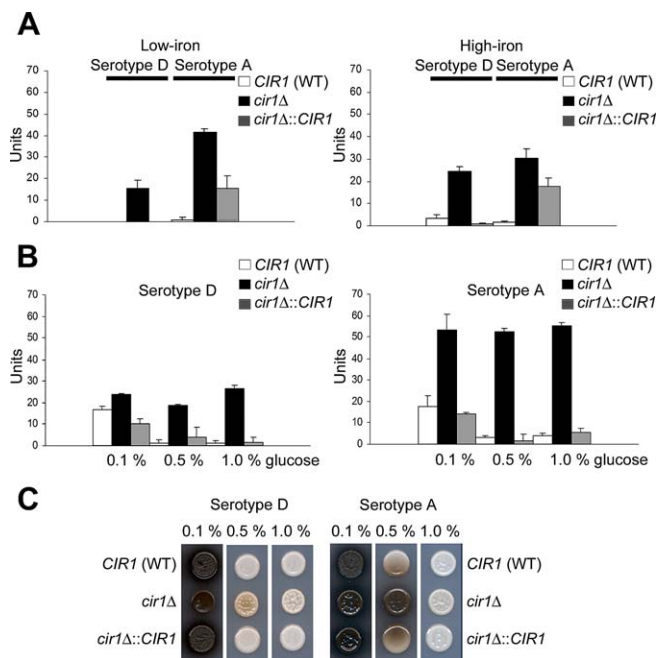 A
Low-iron
Serotype D Serotype A
CIR1 (WT)
cir1Δ
cir1Δ::CIR1
Units
70
60
50
40
30
20
10
0
High-iron
Serotype D Serotype A
CIR1 (WT)
cir1Δ
cir1Δ::CIR1
Units
70
60
50
40
30
20
10
0
B
Serotype D
CIR1 (WT)
cir1Δ
cir1Δ::CIR1
Units
70
60
50
40
30
20
10
0
0.1 % 0.5 % 1.0 % glucose
Serotype A
CIR1 (WT)
cir1Δ
cir1Δ::CIR1
Units
70
60
50
40
30
20
10
0
0.1 % 0.5 % 1.0 % glucose
C
Serotype D Serotype A
0.1 % 0.5 % 1.0 % 0.1 % 0.5 % 1.0 %
CIR1 (WT) CIR1 (WT)
cir1Δ cir1Δ
cir1Δ::CIR1 cir1Δ::CIR1